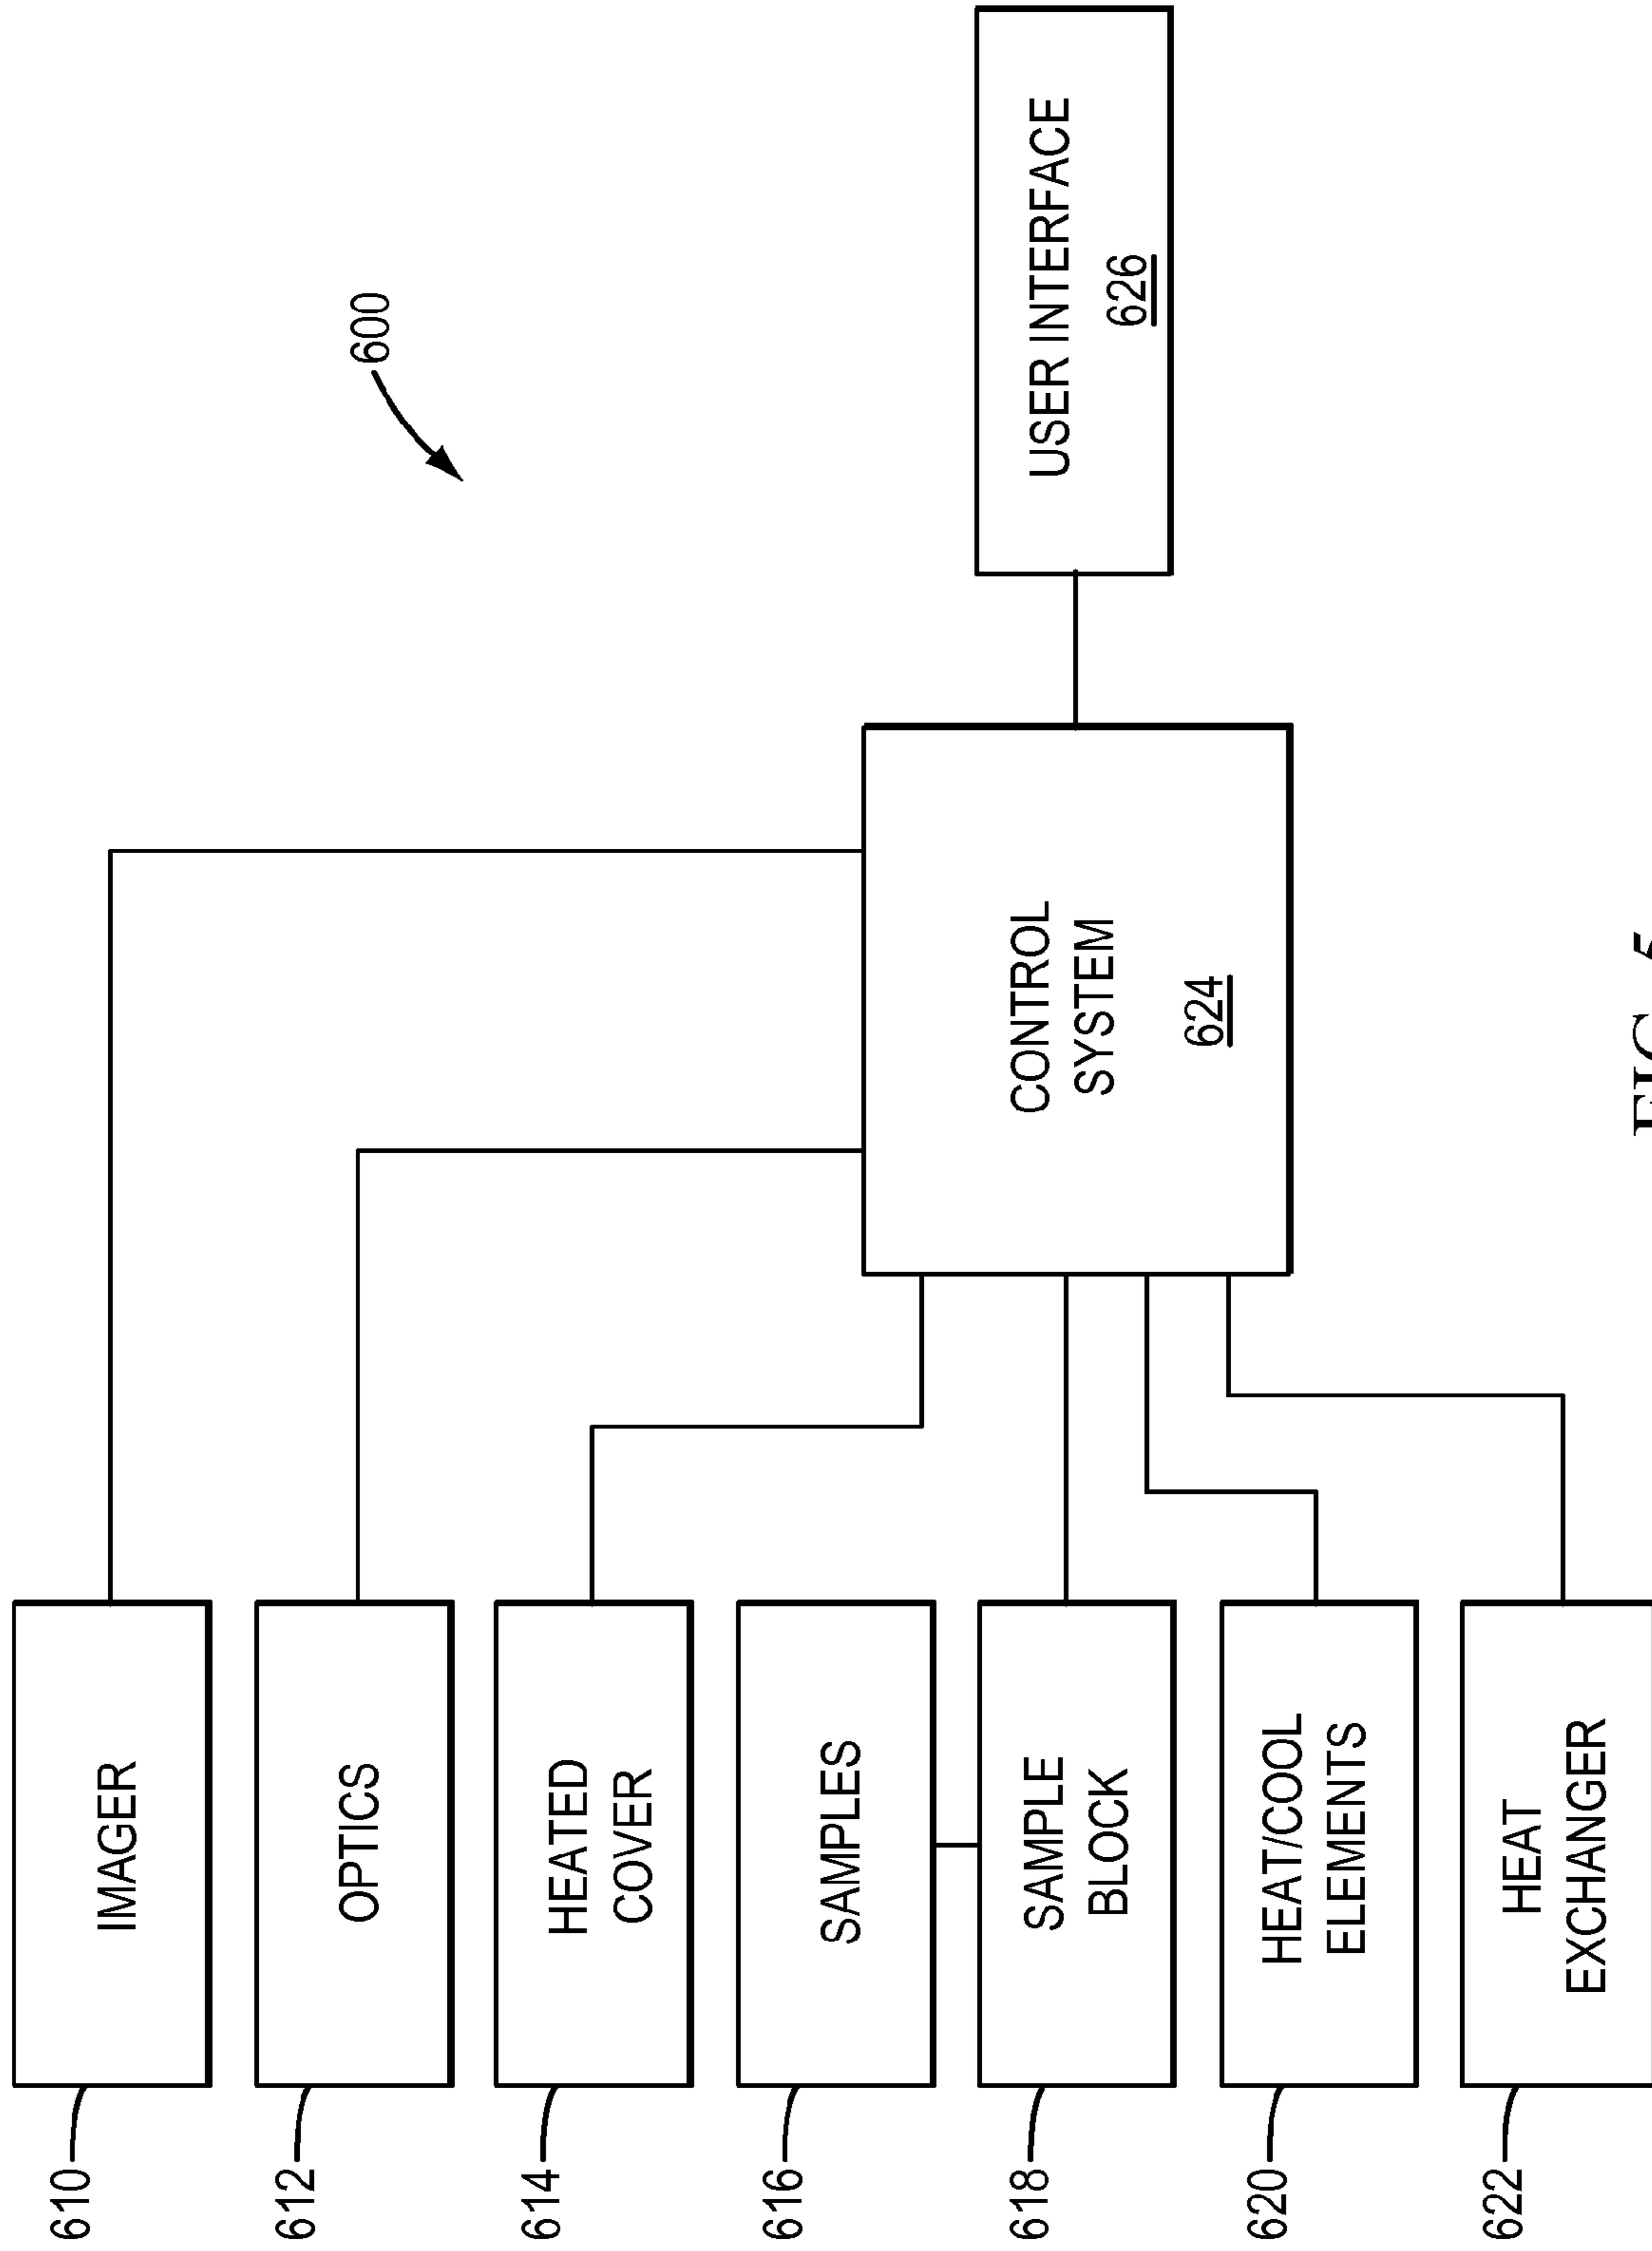 600
610
IMAGER
612
OPTICS
614
HEATED
COVER
616
SAMPLES
618
SAMPLE
BLOCK
620
HEAT/COOL
ELEMENTS
622
HEAT
EXCHANGER
CONTROL
SYSTEM
624
USER INTERFACE
626